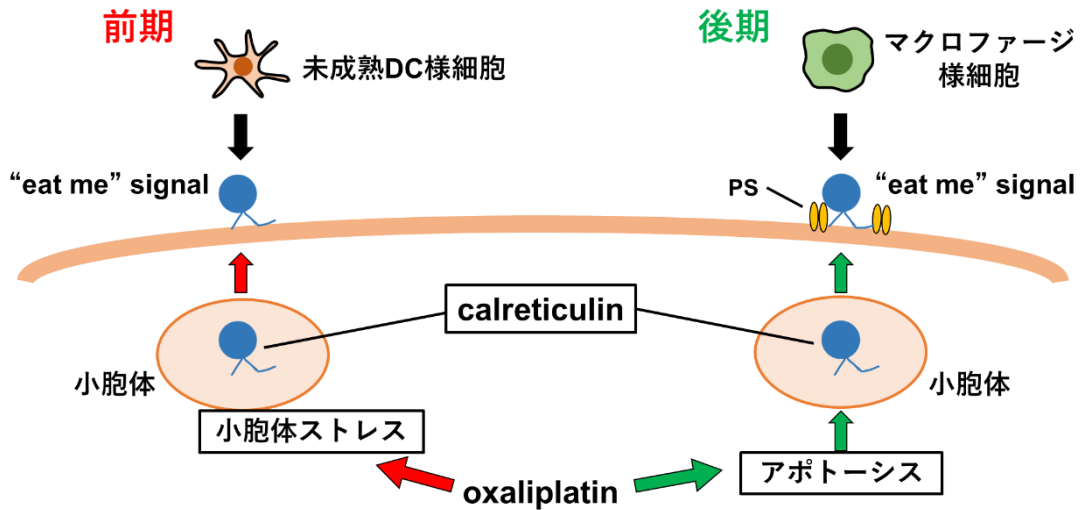 前期
未成熟DC様細胞
“eat me” signal
後期
マクロファージ
様細胞
PS
“eat me” signal
calreticulin
小胞体
小胞体
小胞体ストレス
アポトーシス
oxaliplatin